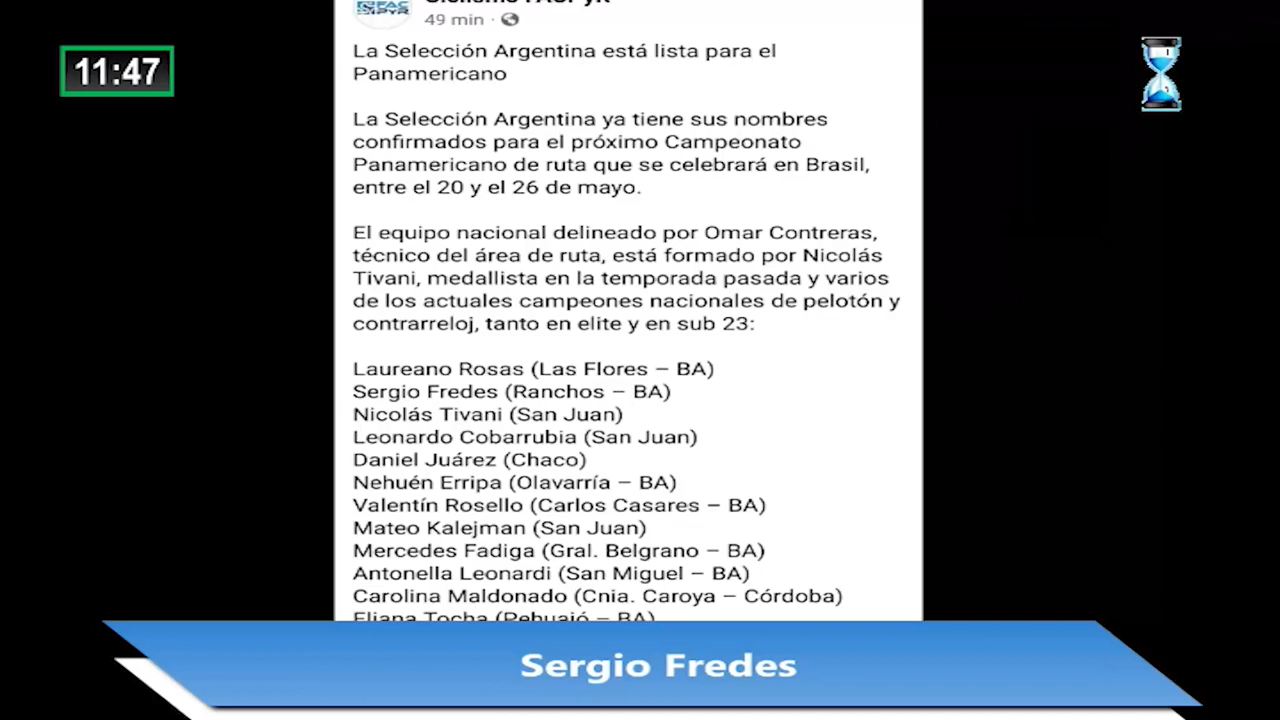 49 min ·
11:47
La Selección Argentina está lista para el
Panamericano
La Selección Argentina ya tiene sus nombres
confirmados para el próximo Campeonato
Panamericano de ruta que se celebrará en Brasil,
entre el 20 y el 26 de mayo.
El equipo nacional delineado por Omar Contreras,
técnico del área de ruta, está formado por Nicolás
Tivani, medallista en la temporada pasada y varios
de los actuales campeones nacionales de pelotón y
contrarreloj, tanto en elite y en sub 23:
Laureano Rosas (Las Flores – BA)
Sergio Fredes (Ranchos – BA)
Nicolás Tivani (San Juan)
Leonardo Cobarrubia (San Juan)
Daniel Juárez (Chaco)
Nehuén Erripa (Olavarría – BA)
Valentín Rosello (Carlos Casares – BA)
Mateo Kalejman (San Juan)
Mercedes Fadiga (Gral. Belgrano – BA)
Antonella Leonardi (San Miguel – BA)
Carolina Maldonado (Cnia. Caroya – Córdoba)
Eliana Tocha (Pehuajó – BA)
Sergio Fredes